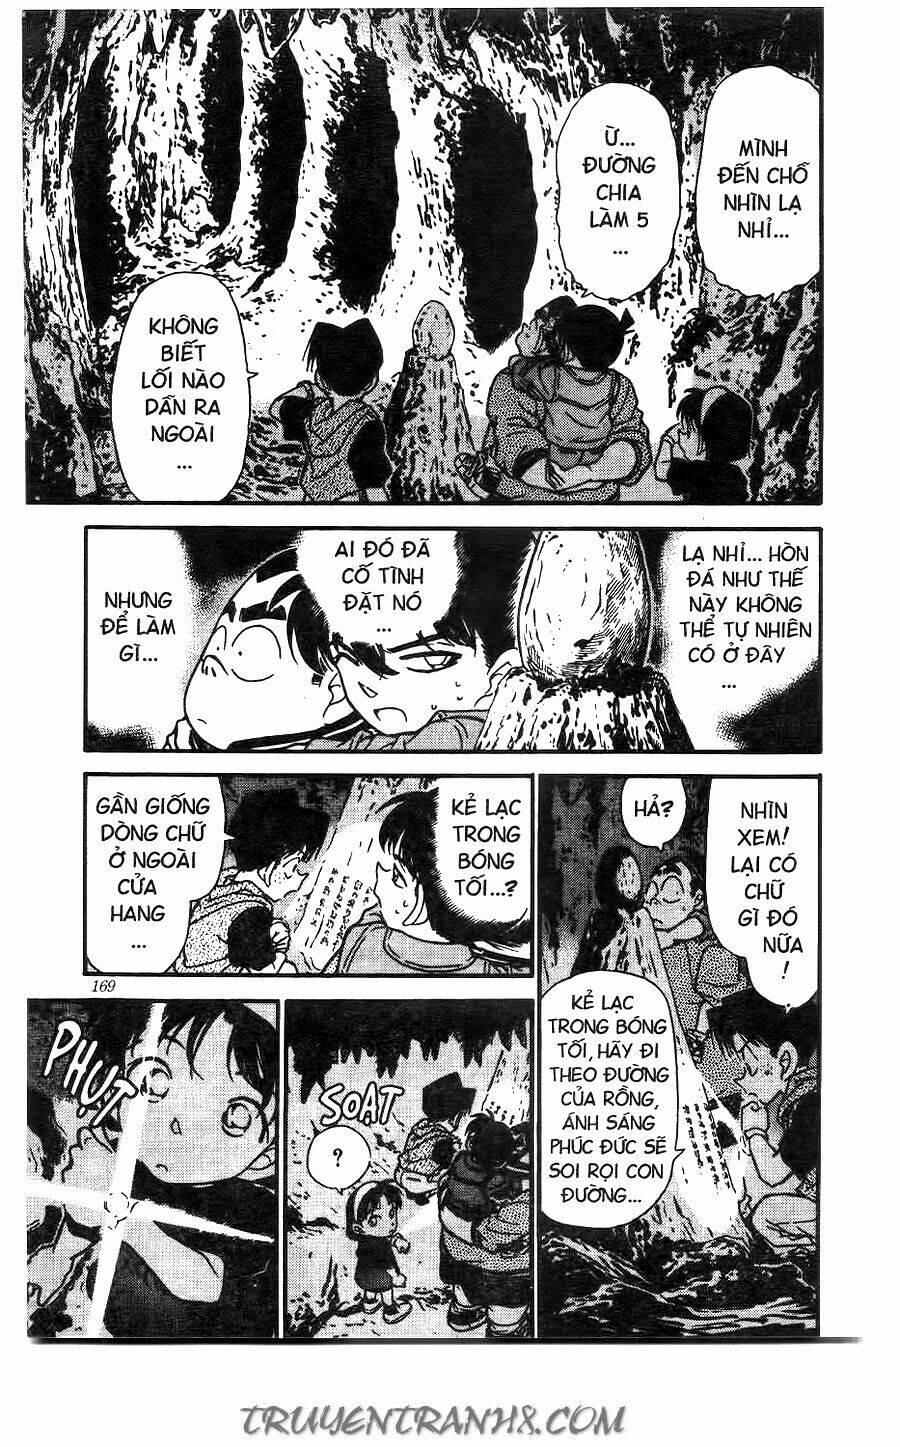 MÌNH
ĐẾN CHỖ
NHÌN LẠ
NHỈ...
Ừ...
ĐƯỜNG
CHIA
LÀM 5
...
KHÔNG
BIẾT
LỐI NÀO
DẪN RA
NGOÀI
...
LẠ NHỈ... HÒN
ĐÁ NHƯ THẾ
NÀY KHÔNG
THỂ TỰ NHIÊN
CÓ Ở ĐÂY
...
AI ĐÓ ĐÃ
CỐ TÌNH
ĐẶT NÓ
...
NHƯNG
ĐỂ LÀM
GÌ...
NHÌN
XEM!
LẠI CÓ
CHỮ
GÌ ĐÓ
NỮA
!
HẢ?
KẺ LẠC
TRONG BÓNG
TỐI, HÃY ĐI
THEO ĐƯỜNG
CỦA RỒNG,
ÁNH SÁNG
PHÚC ĐỨC SẼ
SOI RỌI CON
ĐƯỜNG...
KẺ LẠC
TRONG
BÓNG
TỐI...?
GẦN GIỐNG
DÒNG CHỮ
Ở NGOÀI
CỬA
HANG
...
169
SOẠT
?
PHỤT
TRUYENTRANH8.COM